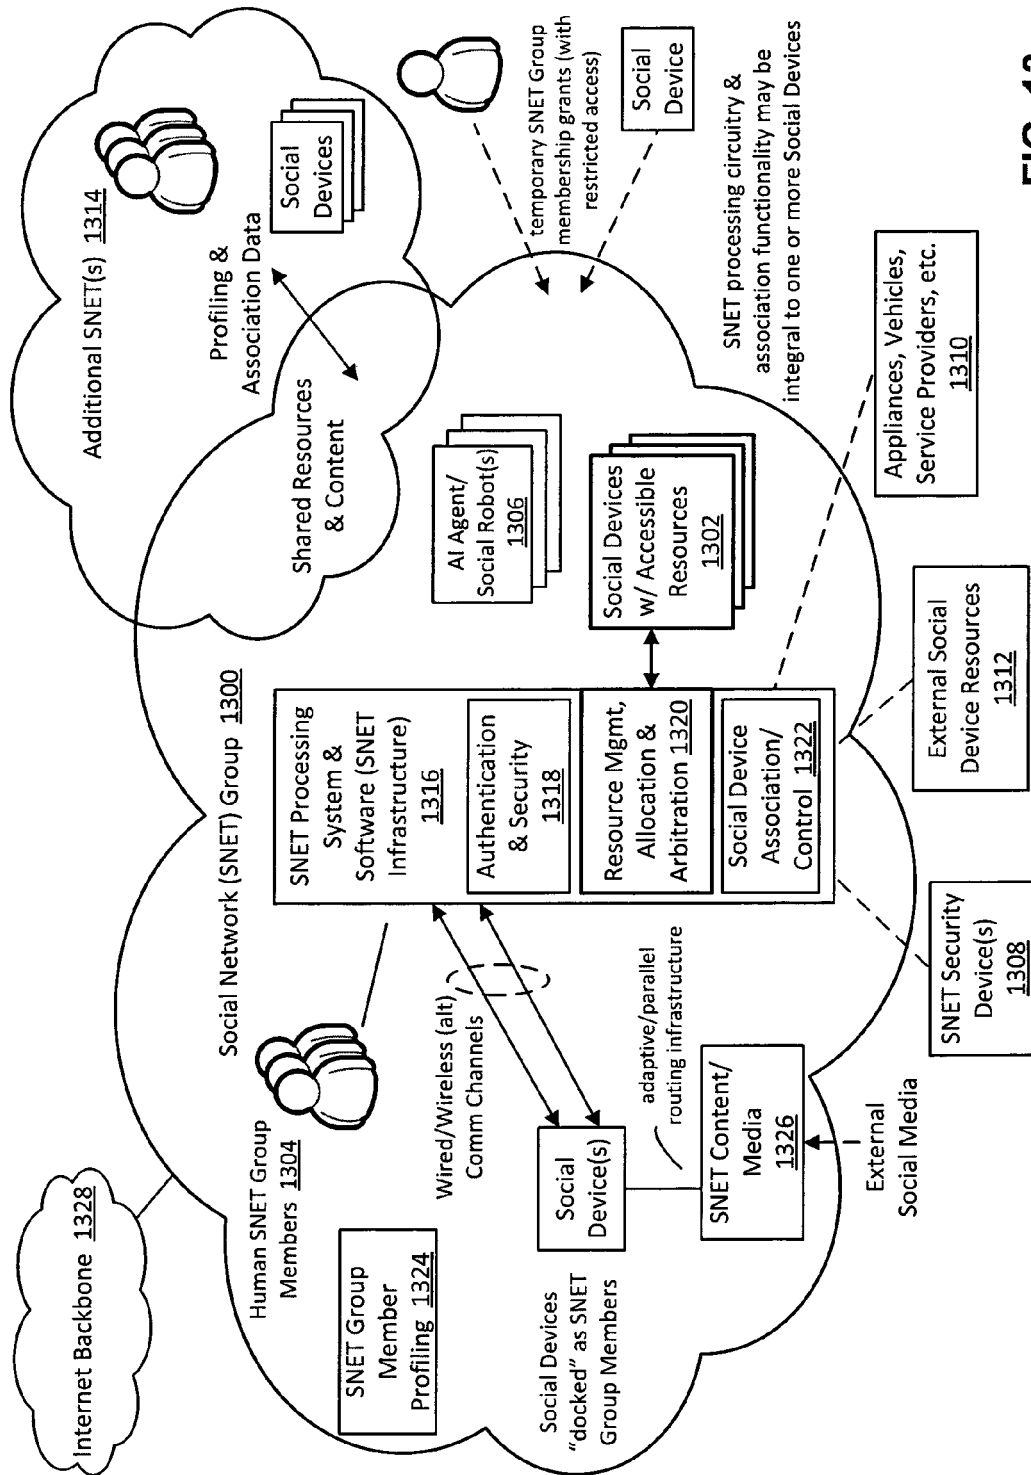 Internet Backbone 1328
Social Network (SNET) Group 1300
Additional SNET(s) 1314
Human SNET Group
Members 1304
SNET Group
Member
Profiling 1324
Social Devices
"docked" as SNET
Group Members
Wired/Wireless (alt)
Comm Channels
Social
Device(s)
adaptive/parallel
routing infrastructure
SNET Content/
Media
1326
External
Social Media
SNET Processing
System &
Software (SNET
Infrastructure)
1316
Authentication
& Security
1318
Resource Mgmt,
Allocation &
Arbitration 1320
Social Device
Association/
Control 1322
SNET Security
Device(s)
1308
External Social
Device Resources
1312
Appliances, Vehicles,
Service Providers, etc.
1310
Shared Resources
& Content
AI Agent/
Social Robot(s)
1306
Social Devices
w/ Accessible
Resources
1302
Profiling &
Association Data
Social
Devices
temporary SNET Group
membership grants (with
restricted access)
Social
Device
SNET processing circuitry &
association functionality may be
integral to one or more Social Devices